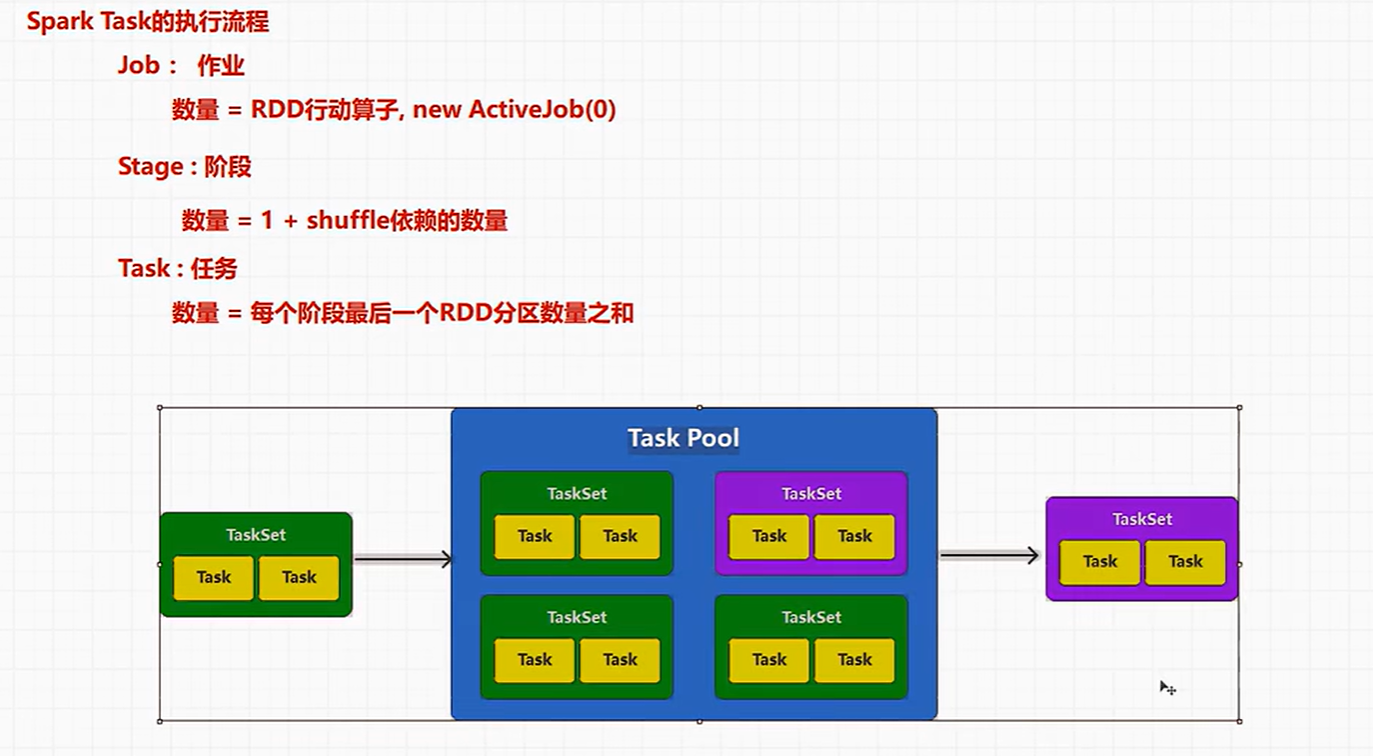 Spark Task的执行流程
Job： 作业
数量 = RDD行动算子, new ActiveJob(0)
Stage : 阶段
数量 = 1 + shuffle依赖的数量
Task : 任务
数量 = 每个阶段最后一个RDD分区数量之和
Task Pool
TaskSet
Task Task
TaskSet
Task Task
TaskSet
Task Task
TaskSet
Task Task
TaskSet
Task Task
TaskSet
Task Task